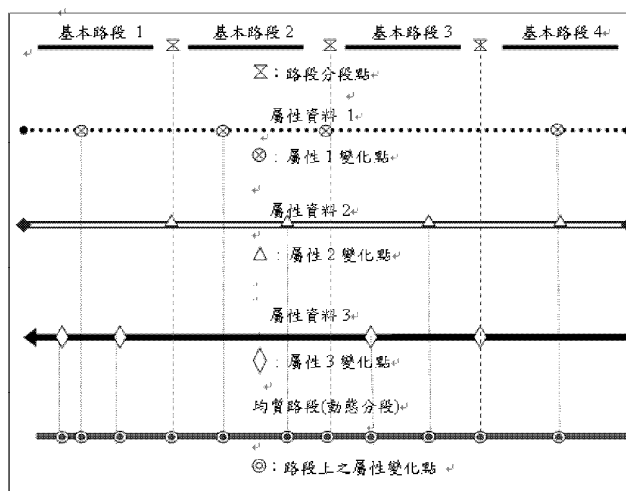 基本路段 1 基本路段 2 基本路段 3 基本路段 4
：路段分段點
屬性資料 1
：屬性 1 變化點
屬性資料 2
：屬性 2 變化點
屬性資料 3
：屬性 3 變化點
均質路段(動態分段)
：路段上之屬性變化點